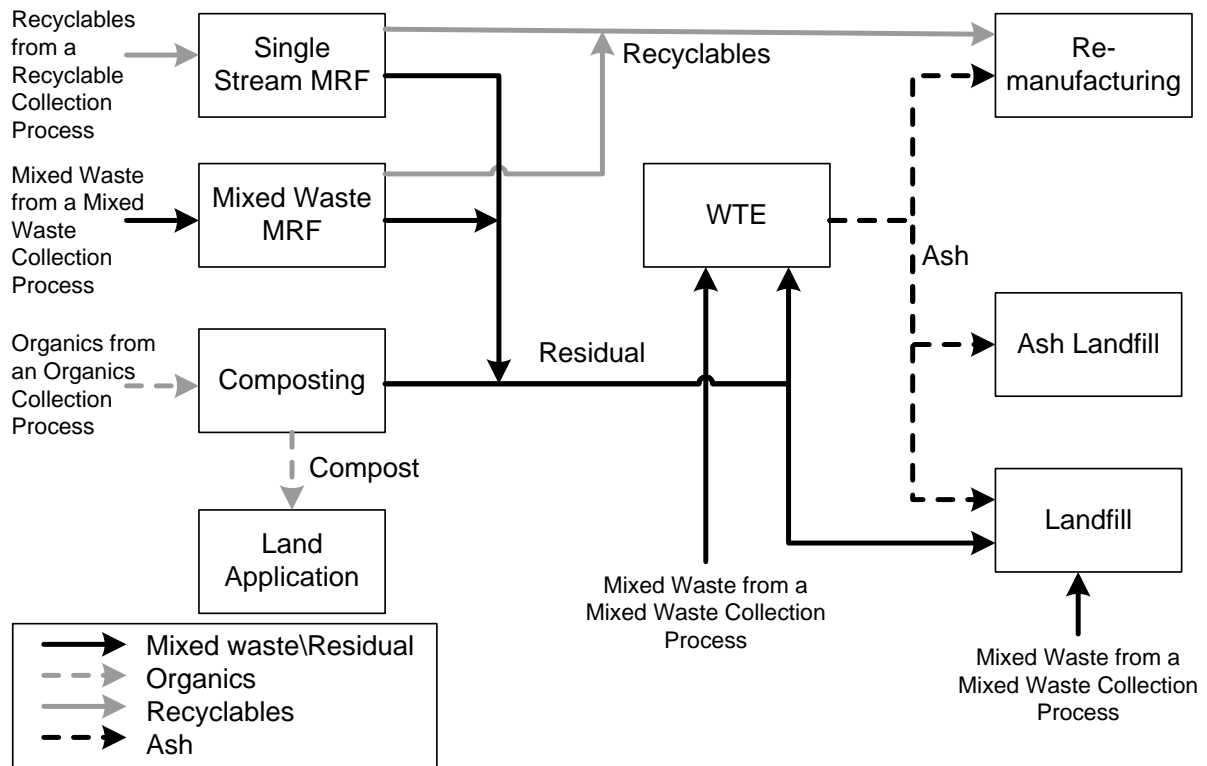 Recyclables
from a
Recyclable
Collection
Process
Single
Stream MRF
Recyclables
Re-
manufacturing
Mixed Waste
from a Mixed
Waste
Collection
Process
Mixed Waste
MRF
WTE
Ash
Organics from
an Organics
Collection
Process
Composting
Residual
Ash Landfill
Compost
Land
Application
Landfill
Mixed Waste from a
Mixed Waste Collection
Process
Mixed Waste from a
Mixed Waste Collection
Process
Mixed waste\Residual
Organics
Recyclables
Ash